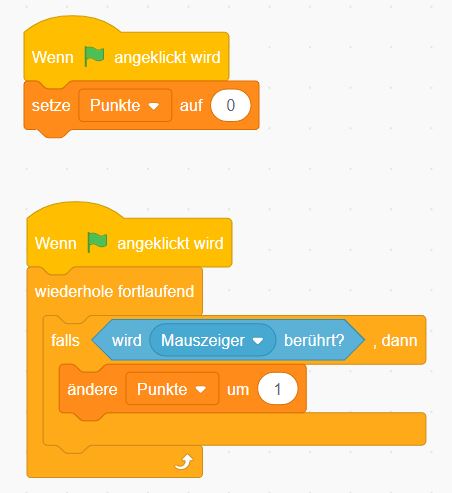 Wenn angeklickt wird
setze Punkte auf 0
Wenn angeklickt wird
wiederhole fortlaufend
falls wird Mauszeiger berührt? , dann
ändere Punkte um 1